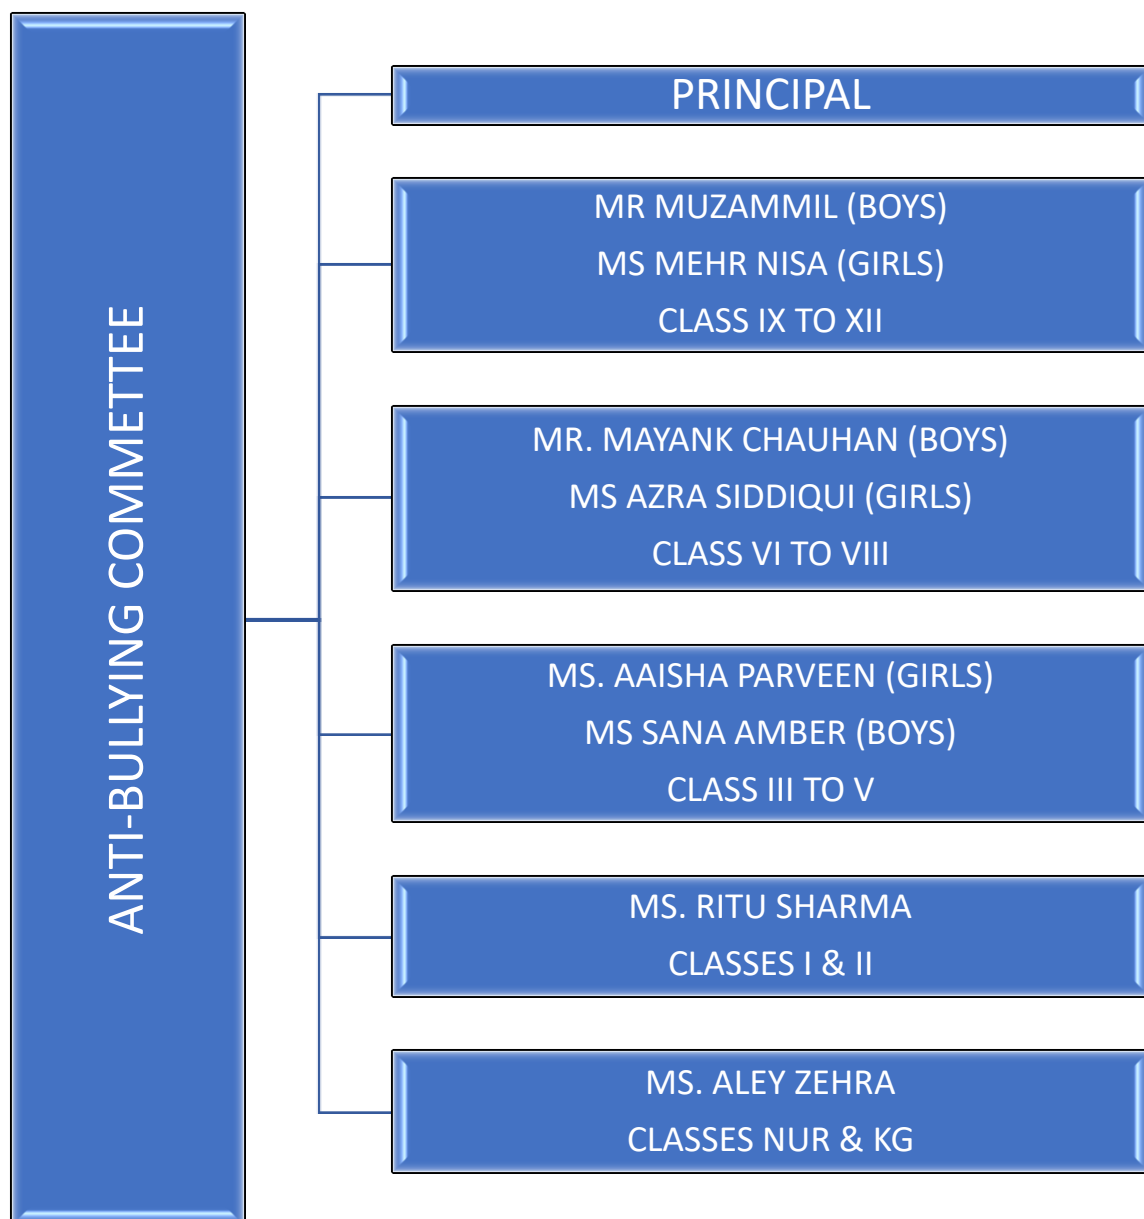 ANTI-BULLYING COMMETTEE
PRINCIPAL
MR MUZAMMIL (BOYS)
MS MEHR NISA (GIRLS)
CLASS IX TO XII
MR. MAYANK CHAUHAN (BOYS)
MS AZRA SIDDIQUI (GIRLS)
CLASS VI TO VIII
MS. AAISHA PARVEEN (GIRLS)
MS SANA AMBER (BOYS)
CLASS III TO V
MS. RITU SHARMA
CLASSES I & II
MS. ALEY ZEHRA
CLASSES NUR & KG